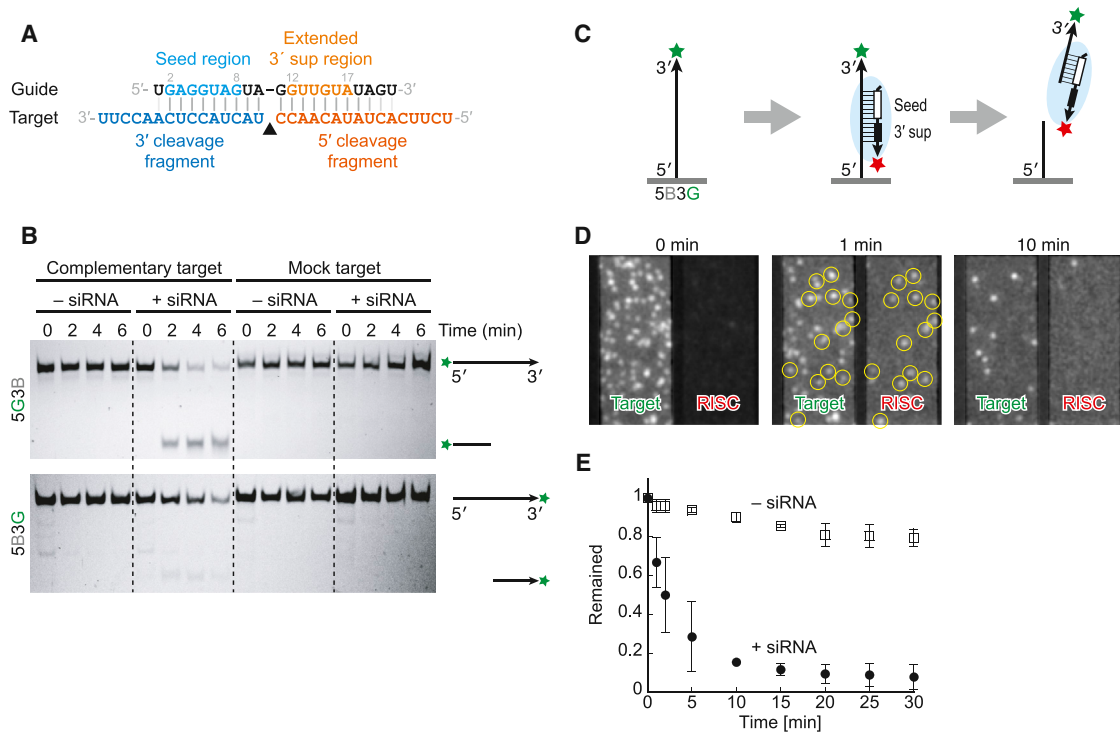 A
Seed region
Extended
3´ sup region
2 8 12 17
Guide 5′- UGAGGUAGUA–GGUUGUAUAGU-3′
Target 3′-UUCCAACUCCAUCAU CCAACAUAUCACUUCU-5′
3′ cleavage
fragment
5′ cleavage
fragment
B
Complementary target Mock target
– siRNA + siRNA – siRNA + siRNA
0 2 4 6 0 2 4 6 0 2 4 6 0 2 4 6 Time (min)
5G3B
5′ 3′
5B3G
5′ 3′
C
3′ 3′ 3′
Seed
3′ sup
5′ 5′ 5′
5B3G
D
0 min 1 min 10 min
Target RISC Target RISC Target RISC
E
1
0.8
0.6
0.4
0.2
0
Remained
– siRNA
+ siRNA
0 5 10 15 20 25 30
Time [min]